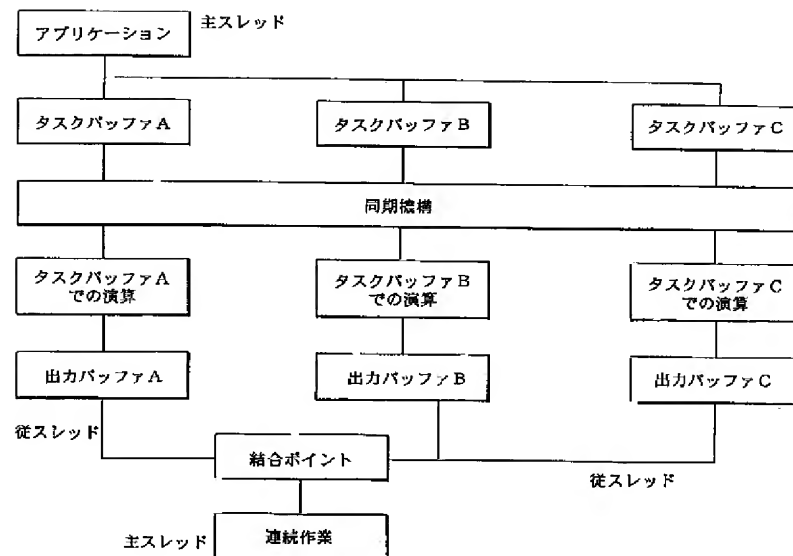 主スレッド
アプリケーション
タスクバッファA
タスクバッファB
タスクバッファC
同期機構
タスクバッファA
での演算
タスクバッファB
での演算
タスクバッファC
での演算
出力バッファA
出力バッファB
出力バッファC
従スレッド
結合ポイント
従スレッド
主スレッド
連続作業